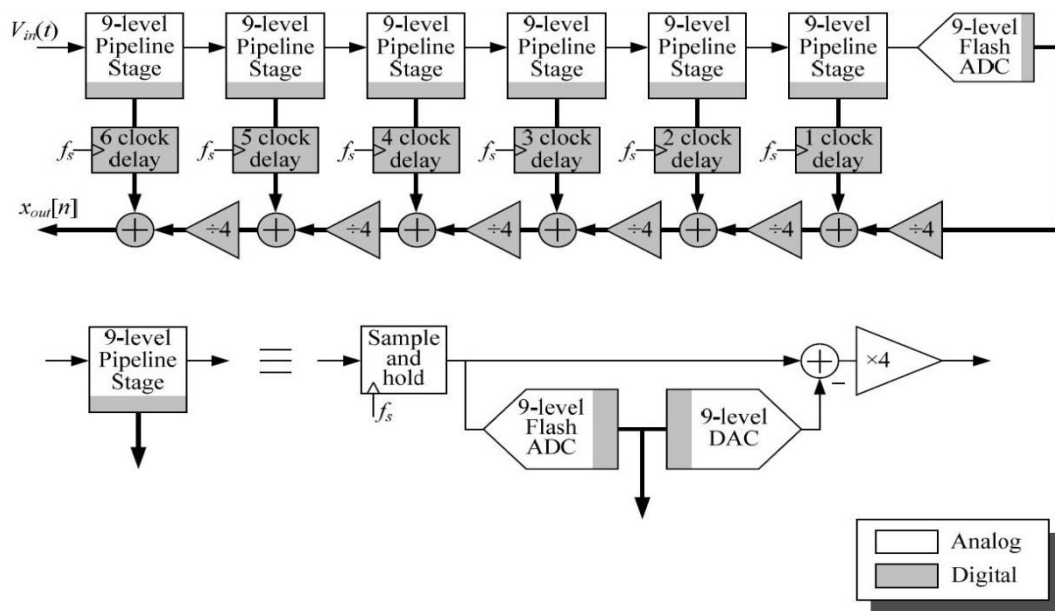 V_in(t)
9-level
Pipeline
Stage
9-level
Pipeline
Stage
9-level
Pipeline
Stage
9-level
Pipeline
Stage
9-level
Pipeline
Stage
9-level
Pipeline
Stage
9-level
Flash
ADC
f_s
6 clock
delay
f_s
5 clock
delay
f_s
4 clock
delay
f_s
3 clock
delay
f_s
2 clock
delay
f_s
1 clock
delay
x_out[n]
+
÷4
+
÷4
+
÷4
+
÷4
+
÷4
+
÷4
9-level
Pipeline
Stage
≡
Sample
and
hold
f_s
9-level
Flash
ADC
9-level
DAC
+
−
×4
Analog
Digital